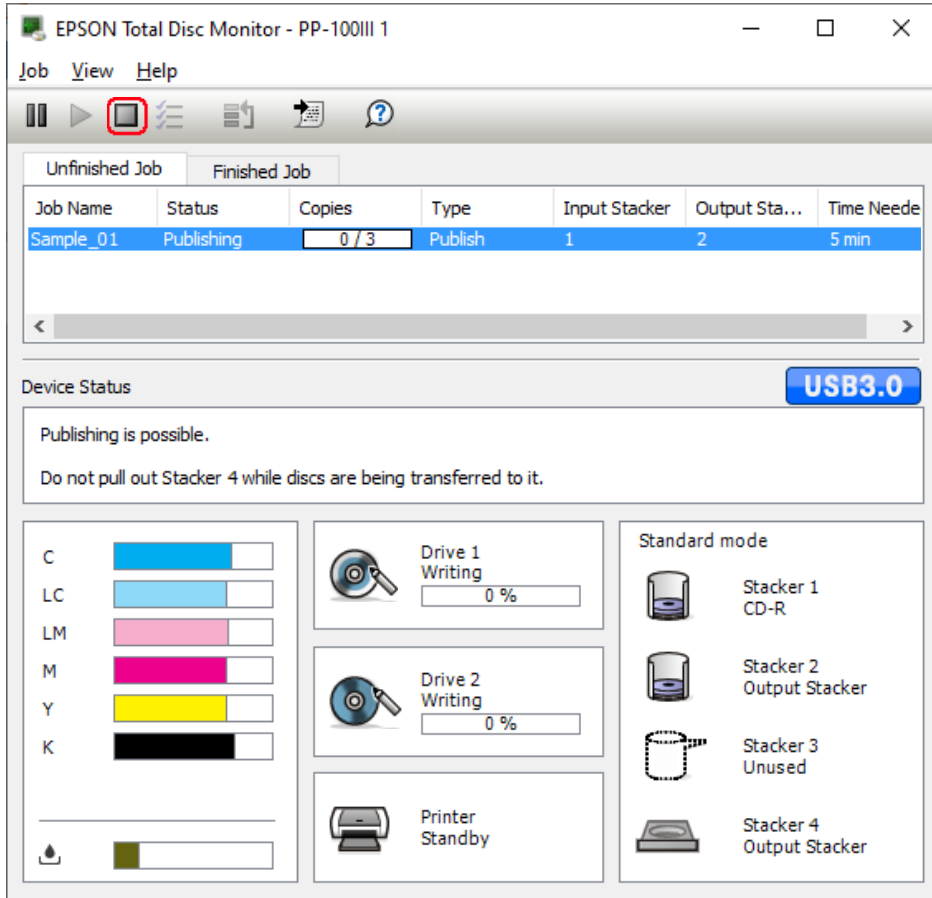 EPSON Total Disc Monitor - PP-100III 1
Job View Help
Unfinished Job Finished Job
Job Name Status Copies Type Input Stacker Output Sta... Time Neede
Sample_01 Publishing 0 / 3 Publish 1 2 5 min
Device Status USB3.0
Publishing is possible.
Do not pull out Stacker 4 while discs are being transferred to it.
C
LC
LM
M
Y
K
Drive 1
Writing
0 %
Drive 2
Writing
0 %
Printer
Standby
Standard mode
Stacker 1
CD-R
Stacker 2
Output Stacker
Stacker 3
Unused
Stacker 4
Output Stacker